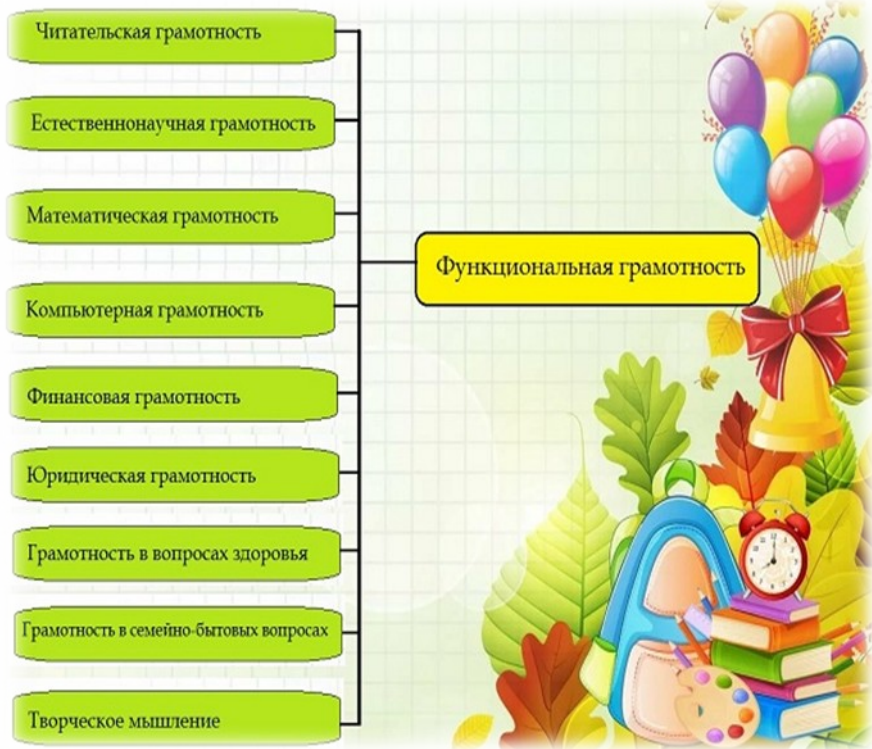 Читательская грамотность
Естественнонаучная грамотность
Математическая грамотность
Функциональная грамотность
Компьютерная грамотность
Финансовая грамотность
Юридическая грамотность
Грамотность в вопросах здоровья
Грамотность в семейно-бытовых вопросах
Творческое мышление